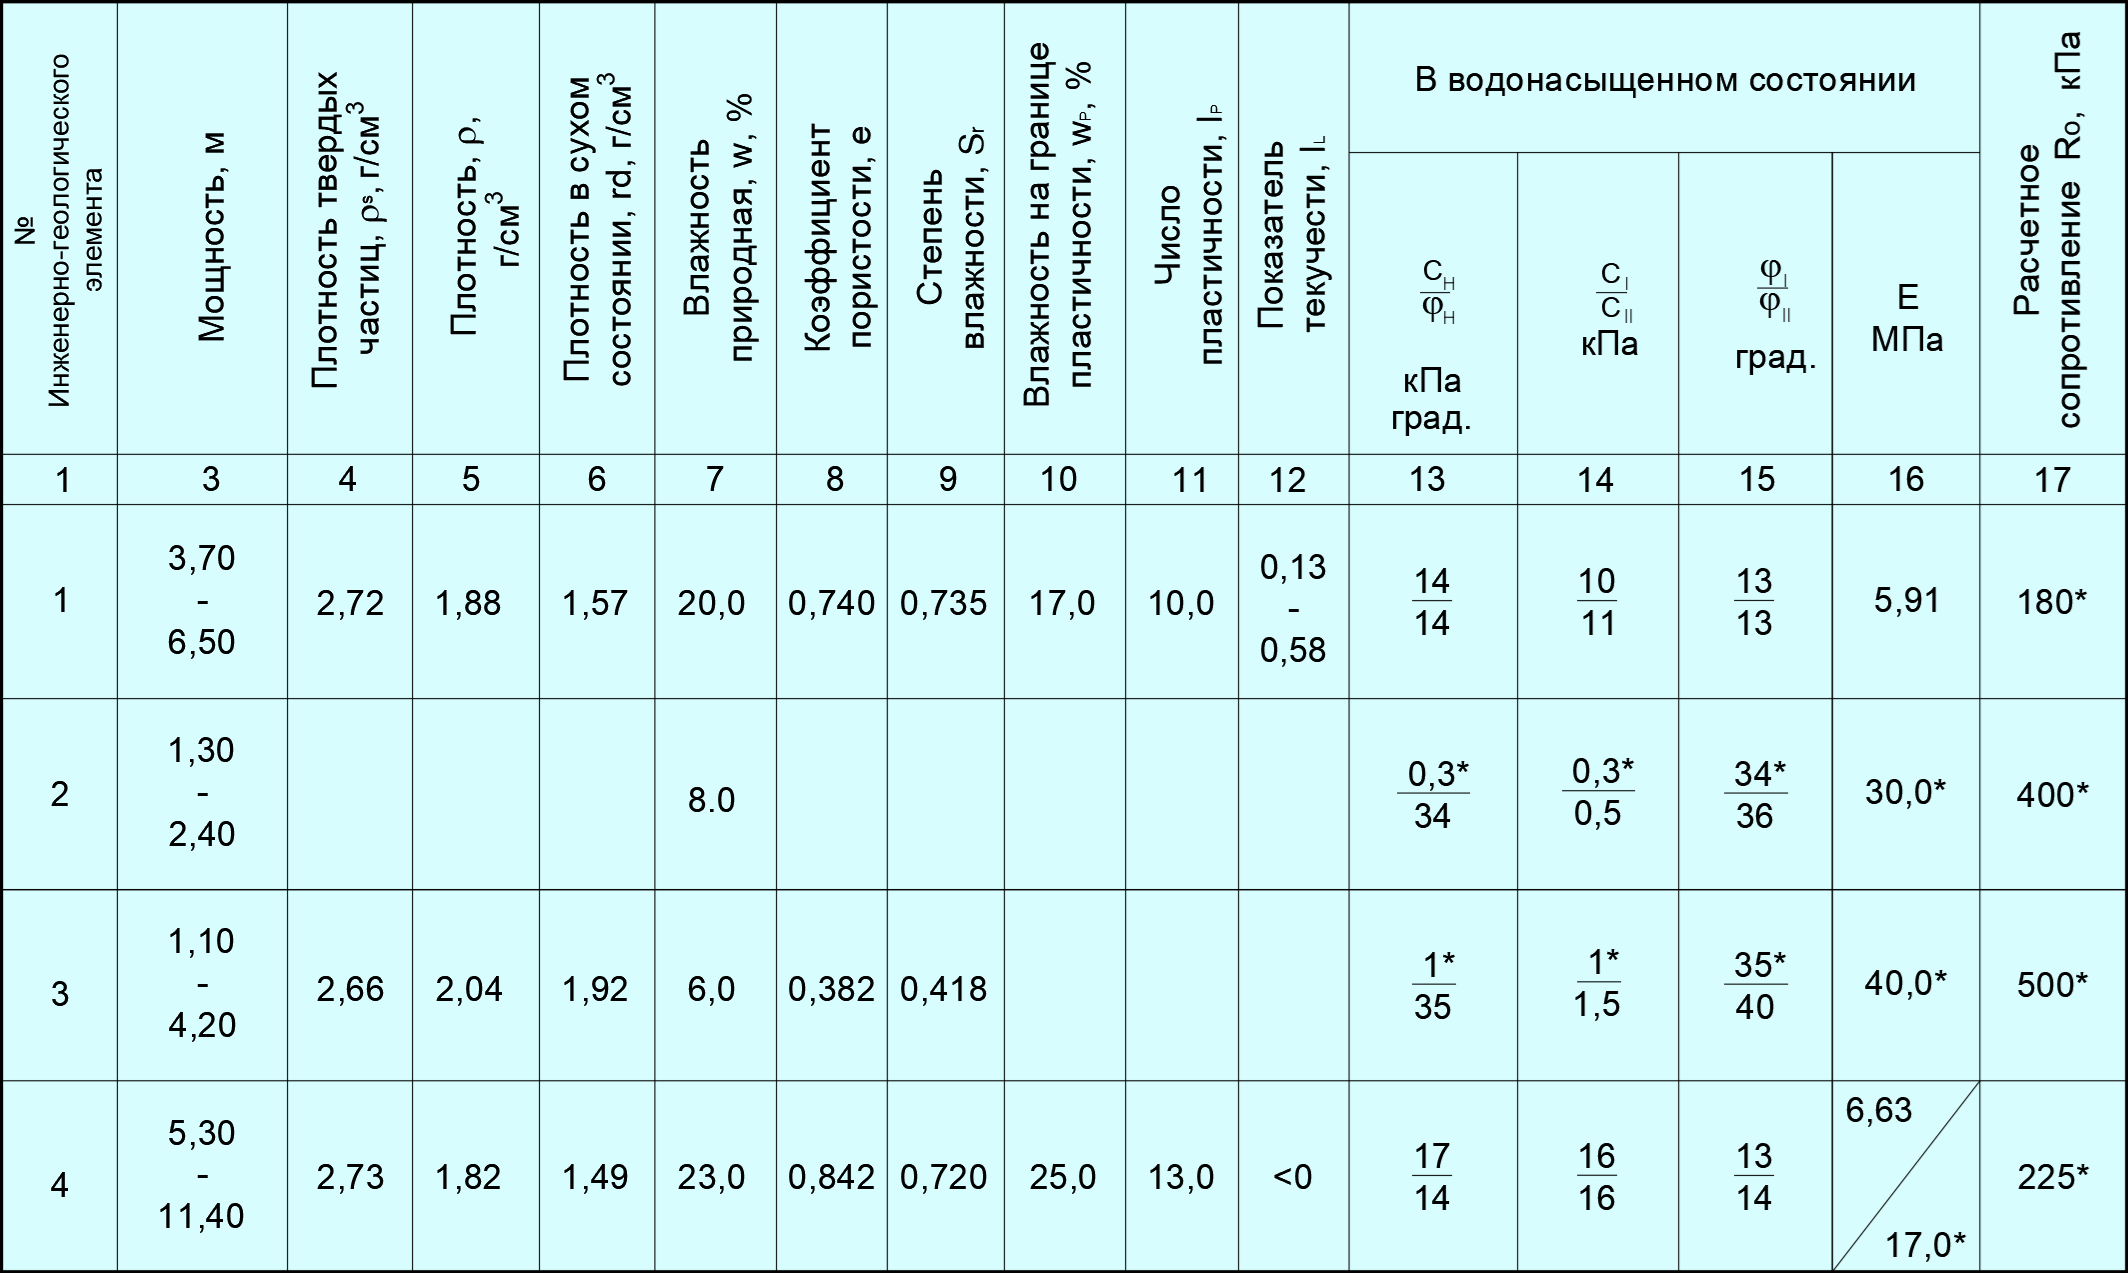 №
Инженерно-геологического
элемента
Мощность, м
Плотность твердых
частиц, ρs, г/см3
Плотность, ρ,
г/см3
Плотность в сухом
состоянии, rd, г/см3
Влажность
природная, w, %
Коэффициент
пористости, е
Степень
влажности, Sr
Влажность на границе
пластичности, wP, %
Число
пластичности, IP
Показатель
текучести, IL
В водонасыщенном состоянии
CН
φН
кПа
град.
CI
CII
кПа
φI
φII
град.
Е
МПа
Расчетное
сопротивление Ro, кПа
1 3 4 5 6 7 8 9 10 11 12 13 14 15 16 17
1
3,70
-
6,50
2,72
1,88
1,57
20,0
0,740
0,735
17,0
10,0
0,13
-
0,58
14
14
10
11
13
13
5,91
180*
2
1,30
-
2,40
8.0
0,3*
34
0,3*
0,5
34*
36
30,0*
400*
3
1,10
-
4,20
2,66
2,04
1,92
6,0
0,382
0,418
1*
35
1*
1,5
35*
40
40,0*
500*
4
5,30
-
11,40
2,73
1,82
1,49
23,0
0,842
0,720
25,0
13,0
<0
17
14
16
16
13
14
6,63
17,0*
225*